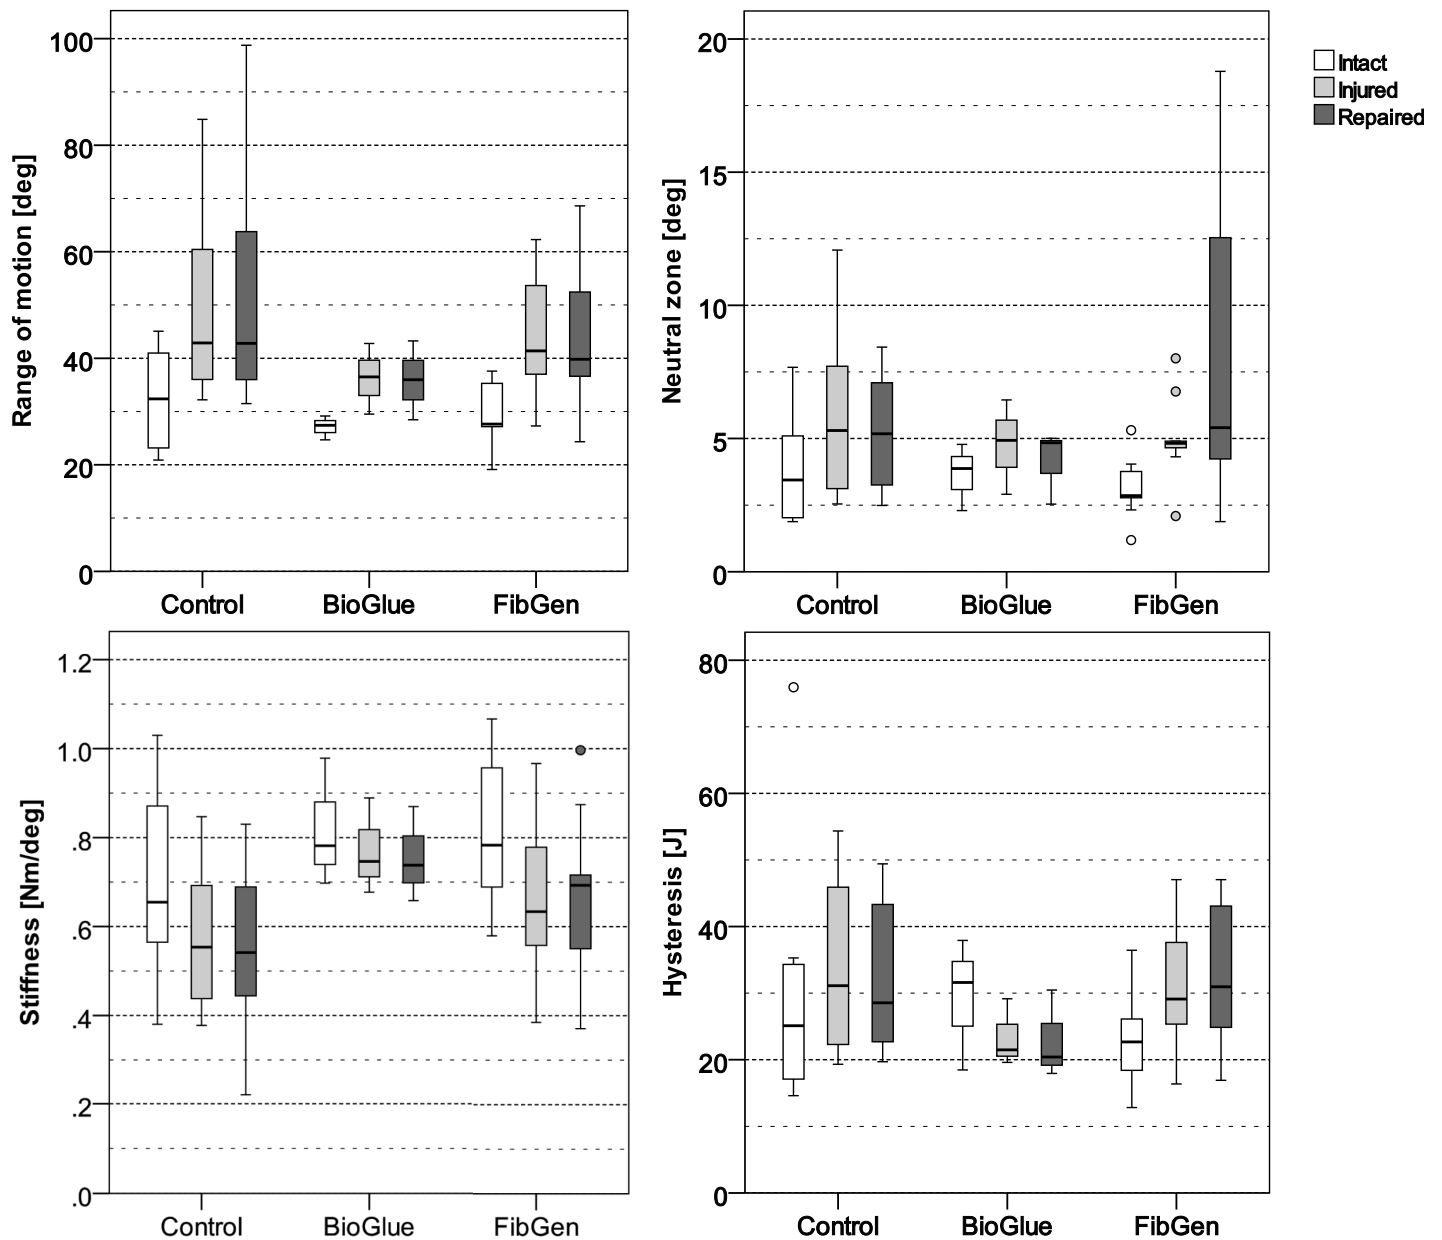 Range of motion [deg]
100
80
60
40
20
0
Control BioGlue FibGen
Neutral zone [deg]
20
15
10
5
0
Control BioGlue FibGen
Intact
Injured
Repaired
Stiffness [Nm/deg]
1.2
1.0
.8
.6
.4
.2
.0
Control BioGlue FibGen
Hysteresis [J]
80
60
40
20
0
Control BioGlue FibGen